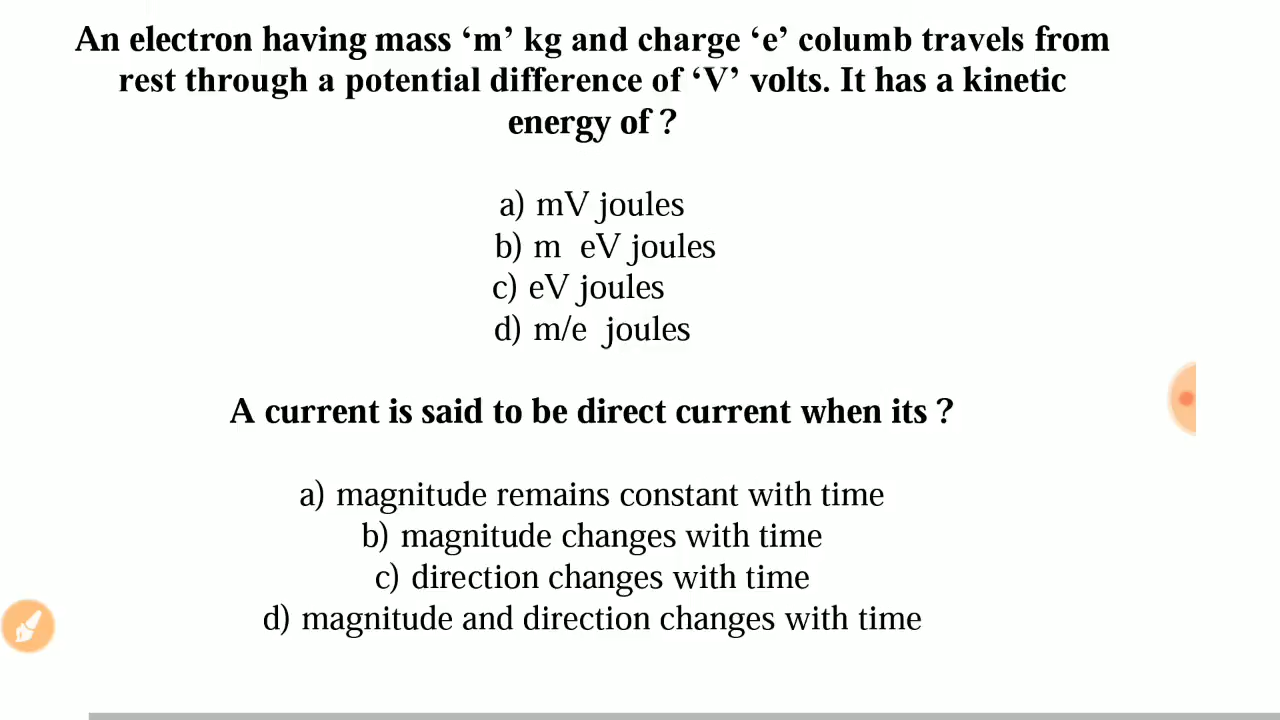 An electron having mass ‘m’ kg and charge ‘e’ columb travels from
rest through a potential difference of ‘V’ volts. It has a kinetic
energy of ?
a) mV joules
b) m eV joules
c) eV joules
d) m/e joules
A current is said to be direct current when its ?
a) magnitude remains constant with time
b) magnitude changes with time
c) direction changes with time
d) magnitude and direction changes with time